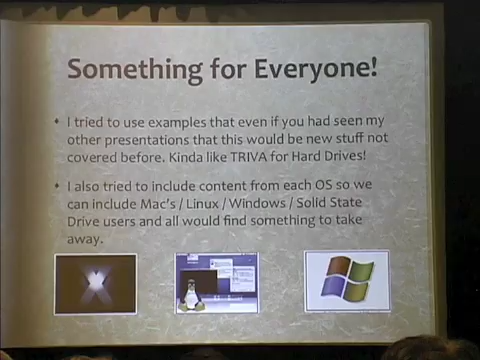 Something for Everyone!
I tried to use examples that even if you had seen my
other presentations that this would be new stuff not
covered before. Kinda like TRIVA for Hard Drives!
I also tried to include content from each OS so we
can include Mac's / Linux / Windows / Solid State
Drive users and all would find something to take
away.